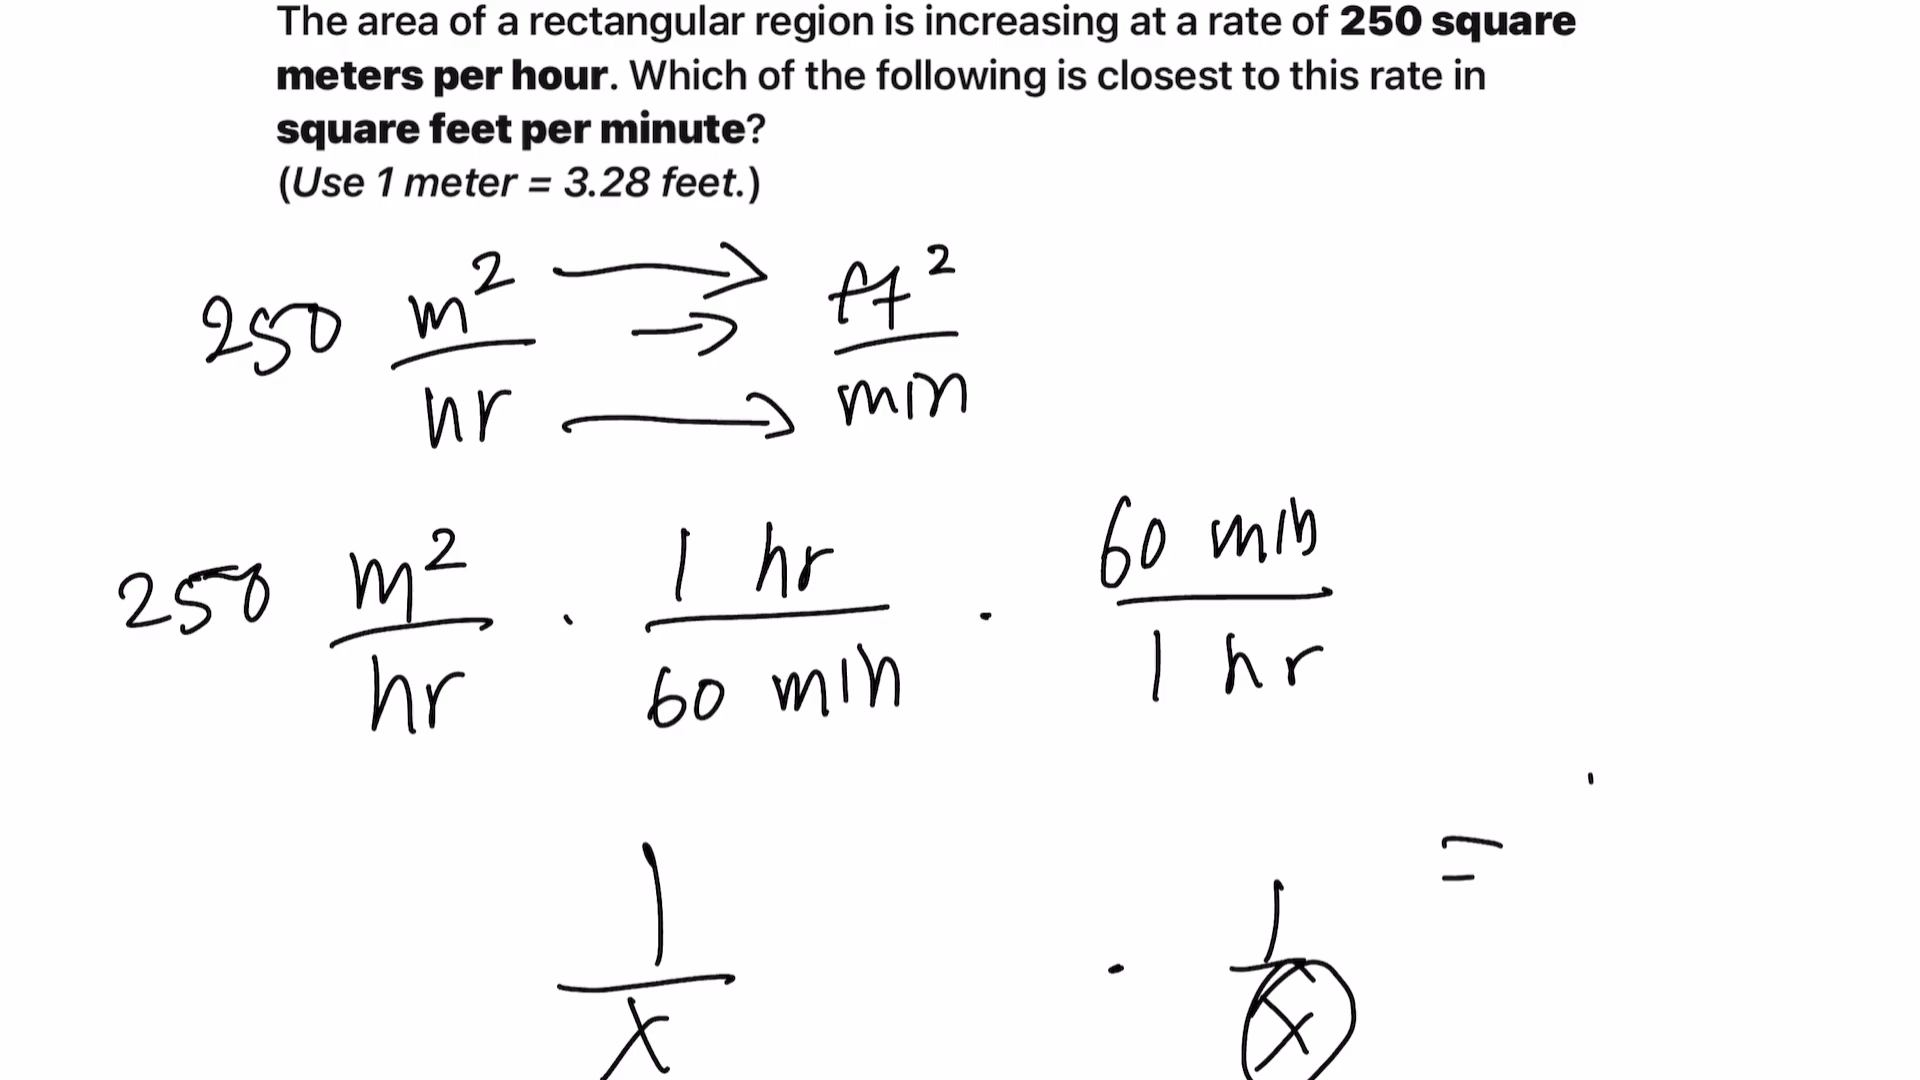 The area of a rectangular region is increasing at a rate of 250 square
meters per hour. Which of the following is closest to this rate in
square feet per minute?
(Use 1 meter = 3.28 feet.)
250 m² → ft²
→
hr → min
250 m² . 1 hr . 60 min
hr 60 min 1 hr
1 . 1 =
x x